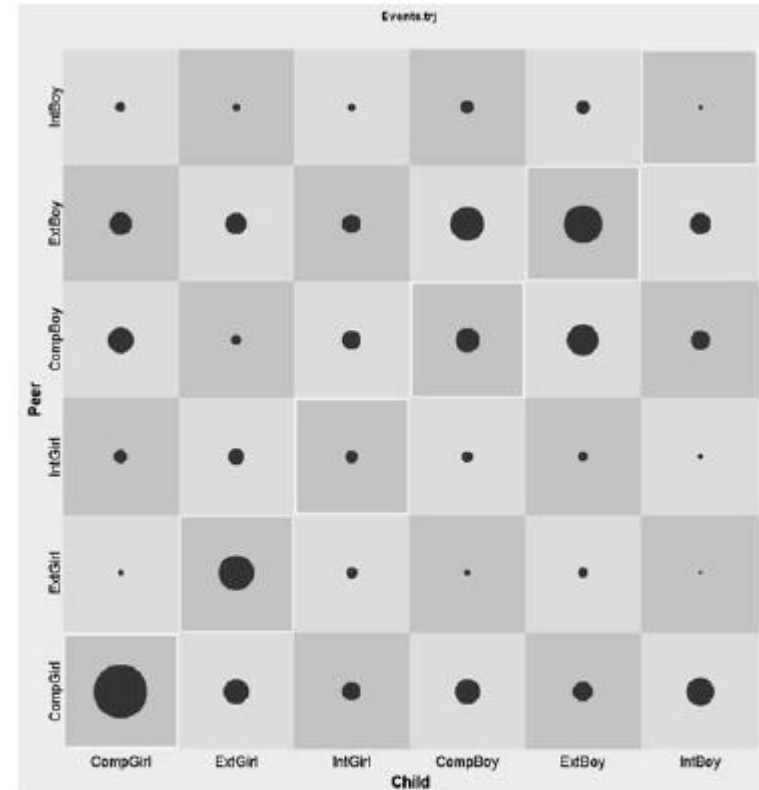 Events.trj
IntBoy
ExtBoy
CompBoy
IntGirl
ExtGirl
CompGirl
Peer
CompGirl ExtGirl IntGirl CompBoy ExtBoy IntBoy
Child